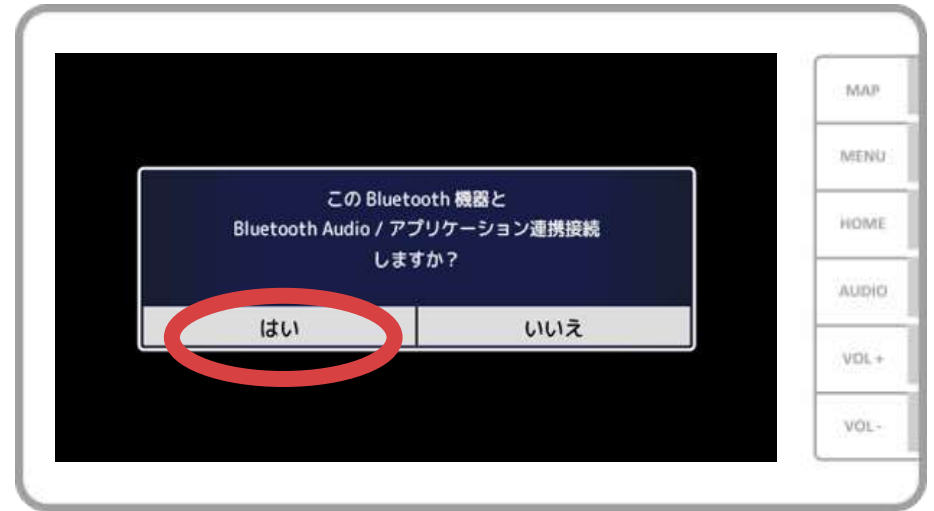 この Bluetooth 機器と
Bluetooth Audio / アプリケーション連携接続
しますか？
はい
いいえ
MAP
MENU
HOME
AUDIO
VOL +
VOL -